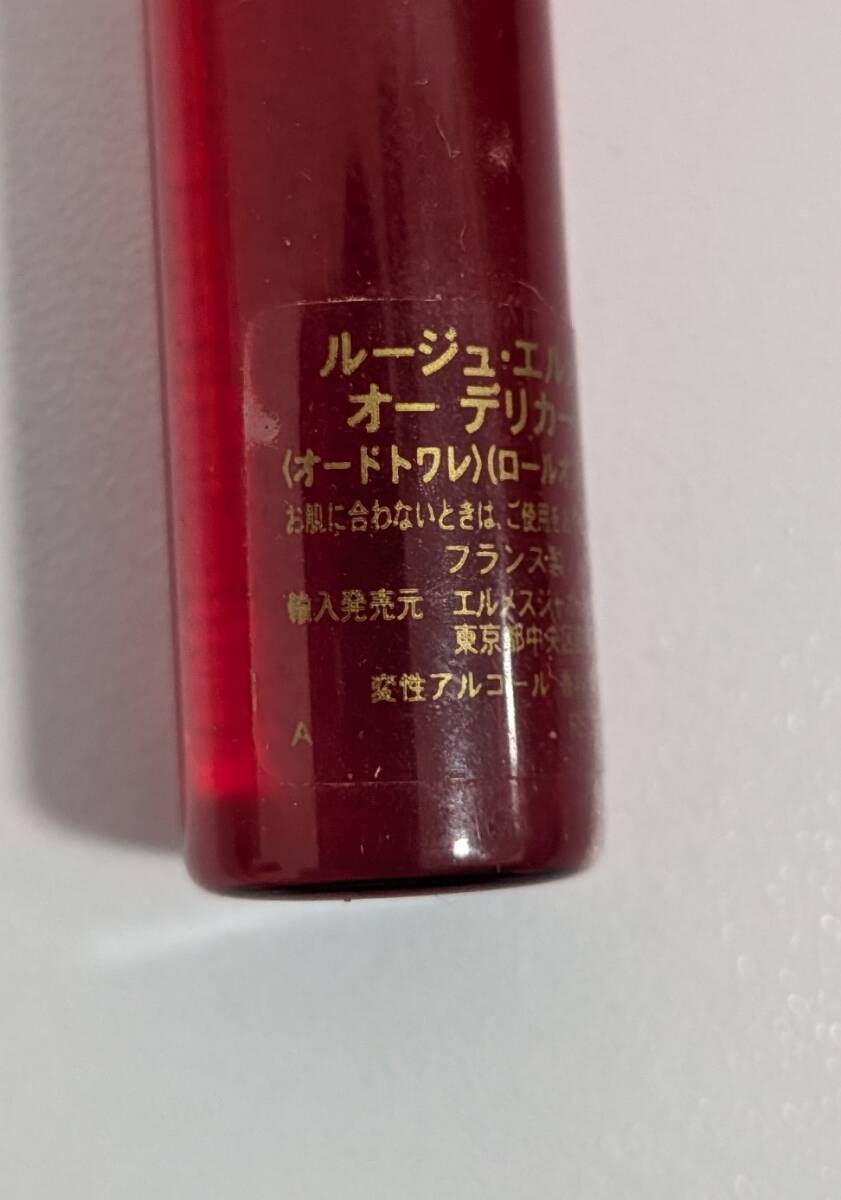 ルージュ・エル
オー デリカー
〈オードトワレ〉(ロールオ
お肌に合わないときは、ご使用を
フランス
輸入発売元 エルメスジャ
東京都中央区
変性アルコール
A